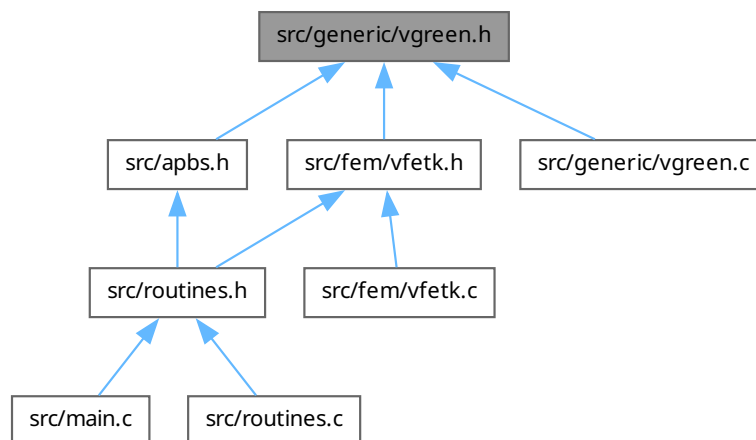 src/generic/vgreen.h
src/apbs.h
src/fem/vfetk.h
src/generic/vgreen.c
src/routines.h
src/fem/vfetk.c
src/main.c
src/routines.c